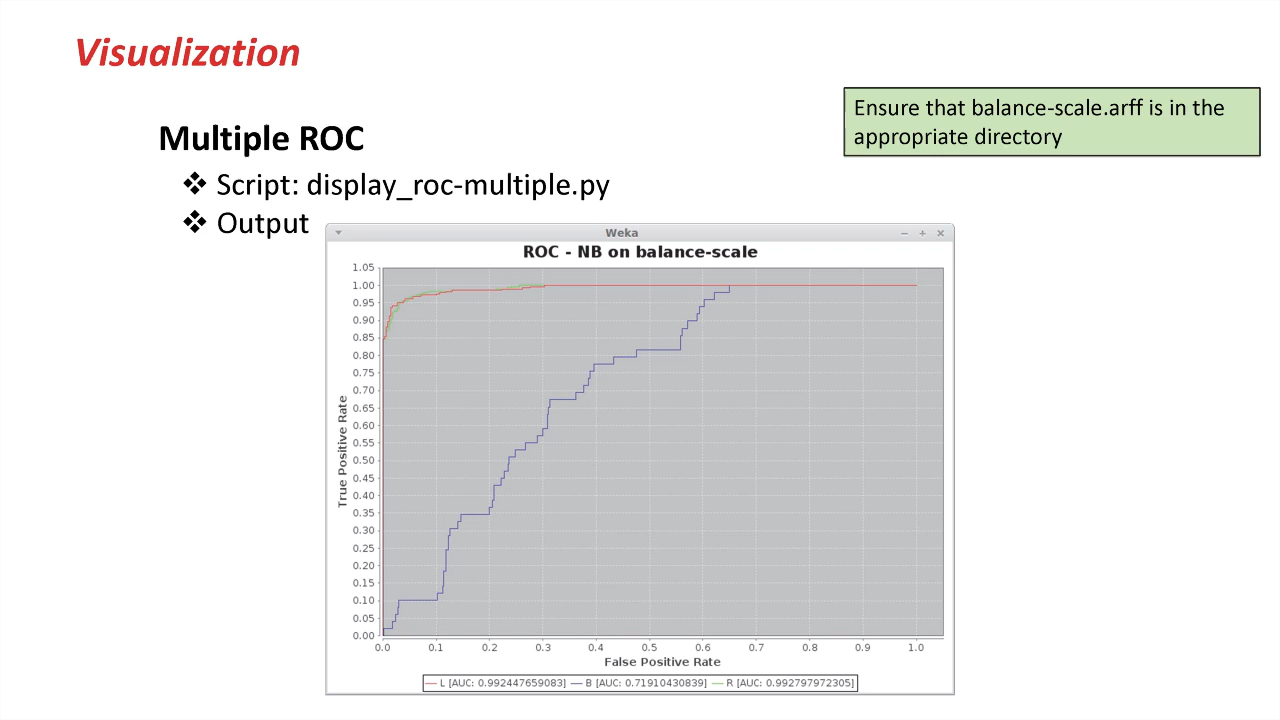 Visualization
Ensure that balance-scale.arff is in the
appropriate directory
Multiple ROC
❖ Script: display_roc-multiple.py
❖ Output
Weka
ROC - NB on balance-scale
1.05
1.00
0.95
0.90
0.85
0.80
0.75
0.70
0.65
0.60
0.55
0.50
0.45
0.40
0.35
0.30
0.25
0.20
0.15
0.10
0.05
0.00
True Positive Rate
0.0 0.1 0.2 0.3 0.4 0.5 0.6 0.7 0.8 0.9 1.0
False Positive Rate
L [AUC: 0.992447659083] B [AUC: 0.71910430839] R [AUC: 0.992797972305]